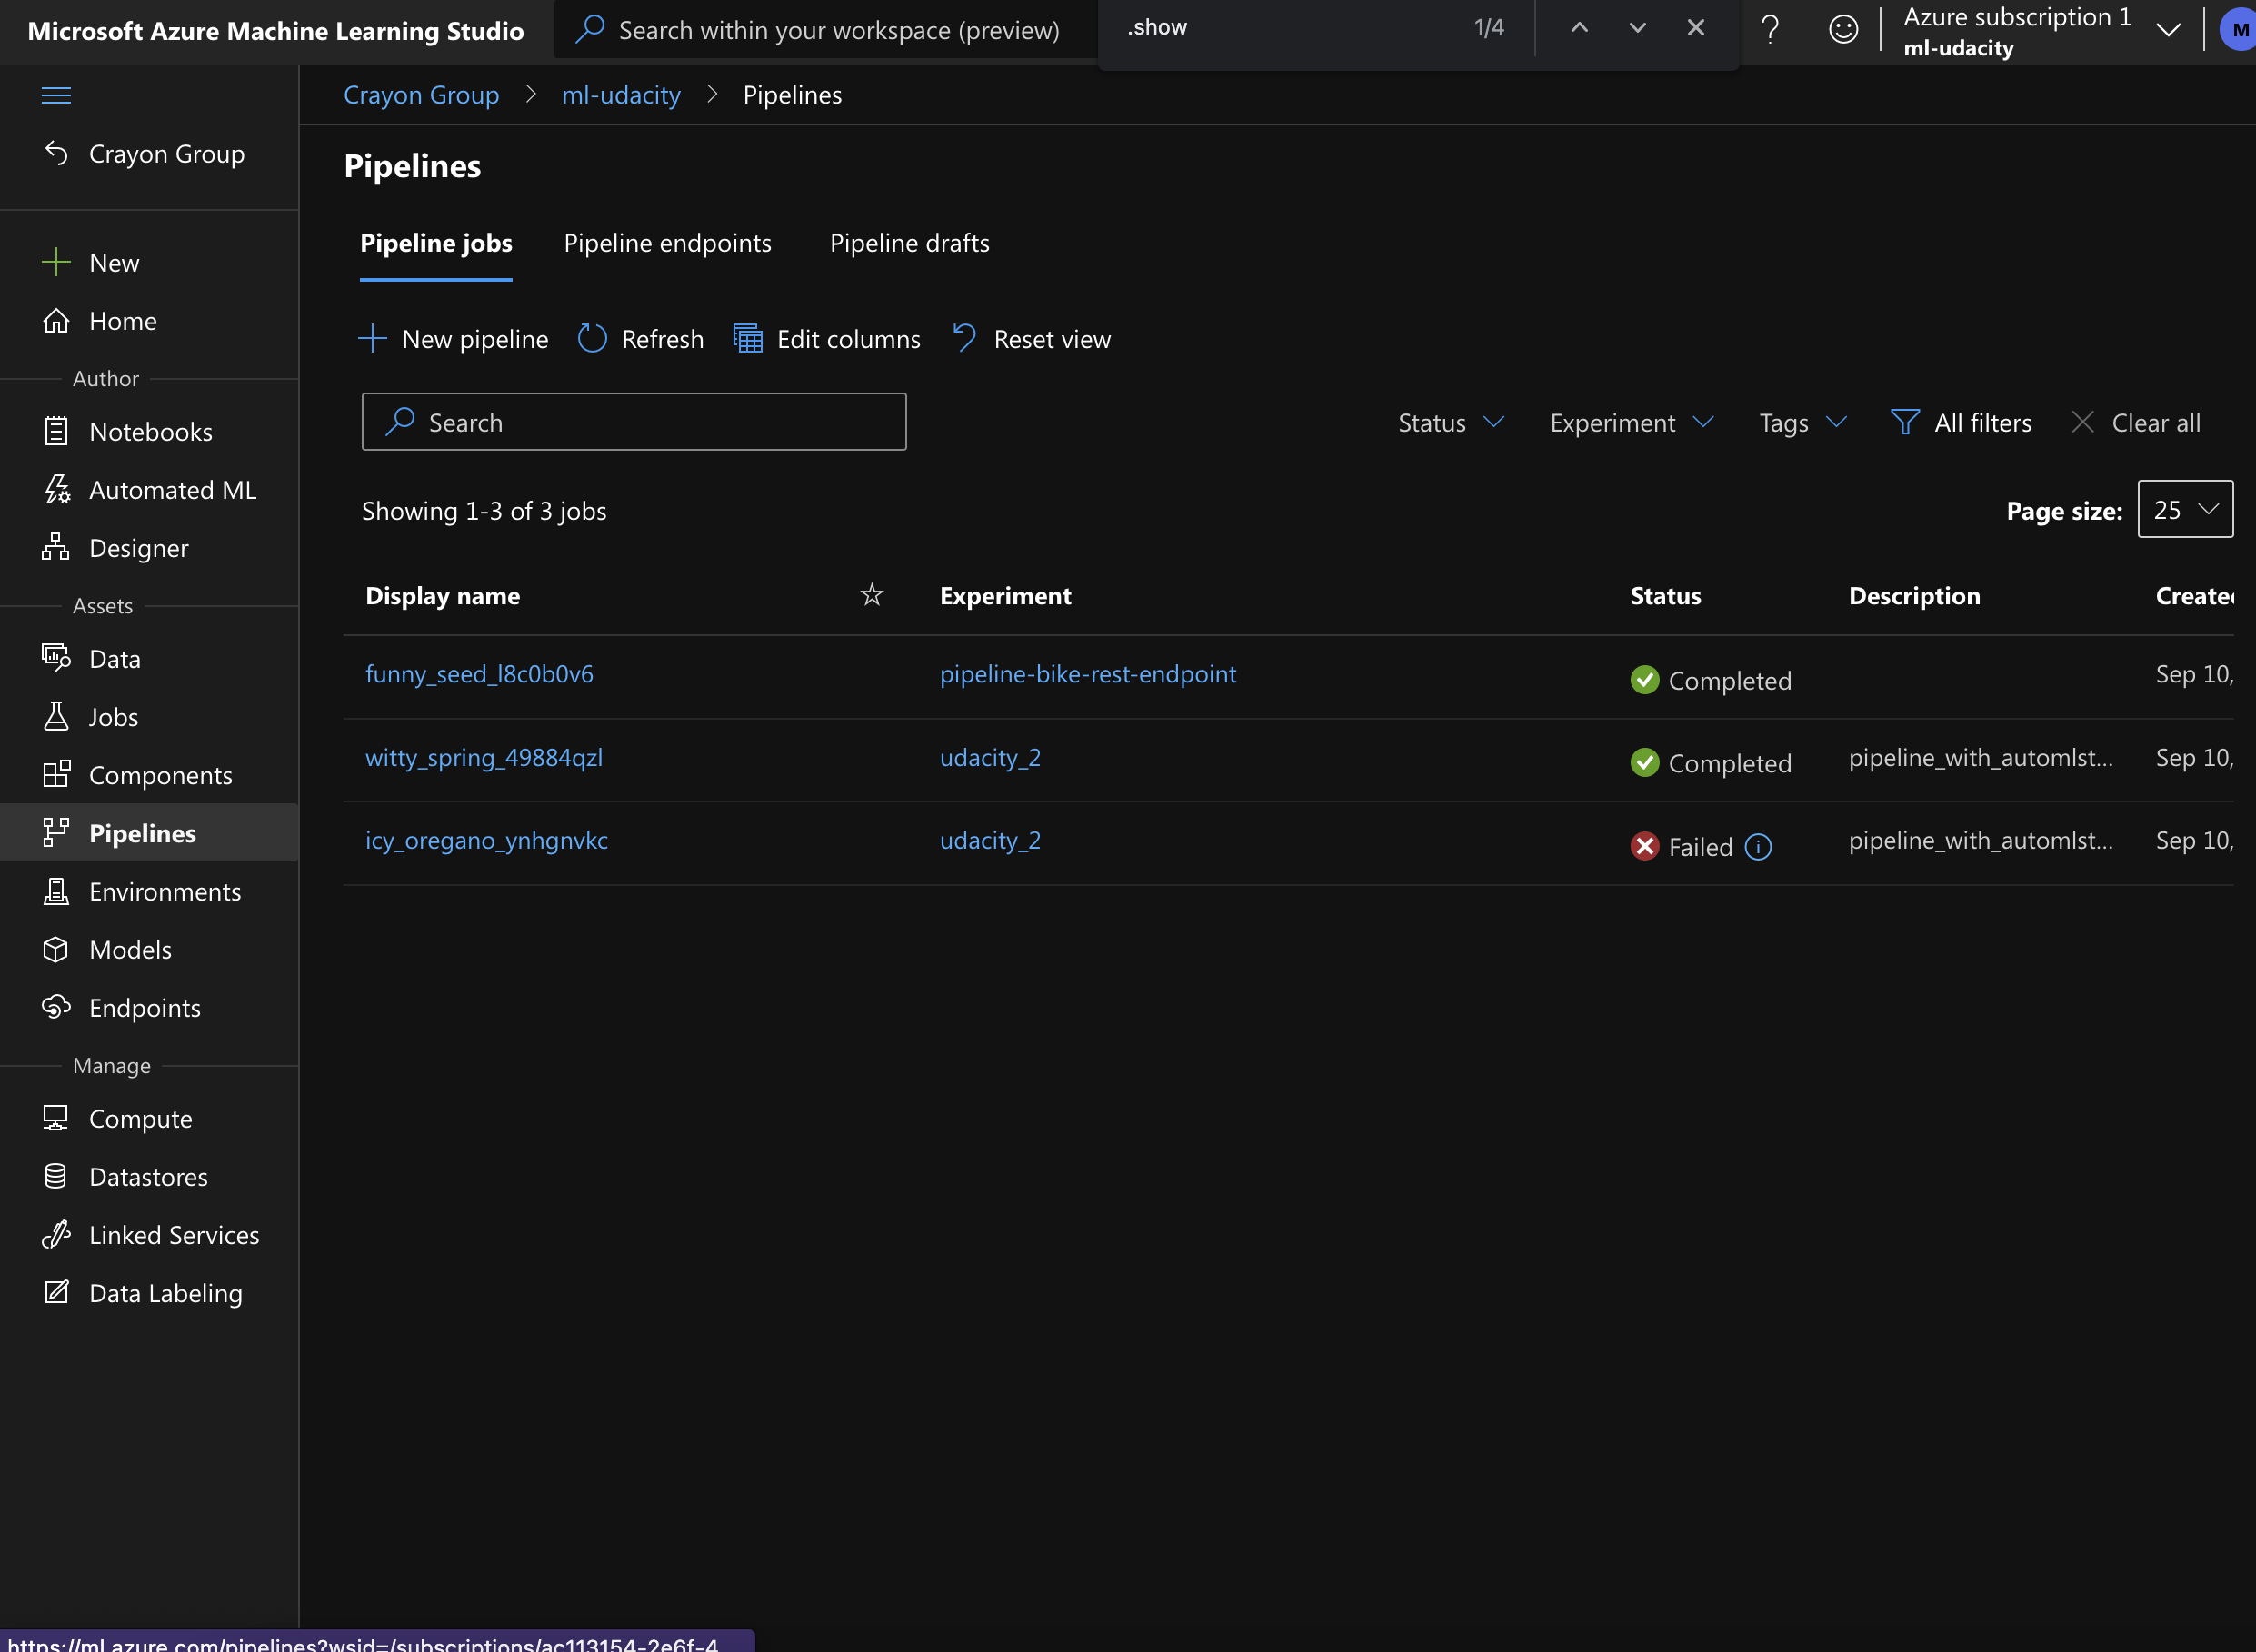 Microsoft Azure Machine Learning Studio
Search within your workspace (preview)
.show
1/4
Azure subscription 1
ml-udacity
M
Crayon Group
Crayon Group > ml-udacity > Pipelines
New
Home
Author
Notebooks
Automated ML
Designer
Assets
Data
Jobs
Components
Pipelines
Environments
Models
Endpoints
Manage
Compute
Datastores
Linked Services
Data Labeling
Pipelines
Pipeline jobs Pipeline endpoints Pipeline drafts
New pipeline Refresh Edit columns Reset view
Search
Status Experiment Tags All filters Clear all
Showing 1-3 of 3 jobs
Page size: 25
Display name Experiment Status Description Created
funny_seed_l8c0b0v6 pipeline-bike-rest-endpoint Completed Sep 10,
witty_spring_49884qzl udacity_2 Completed pipeline_with_automlst... Sep 10,
icy_oregano_ynhgnvkc udacity_2 Failed pipeline_with_automlst... Sep 10,
https://ml.azure.com/pipelines?wsid=/subscriptions/ac113154-2e6f-4...